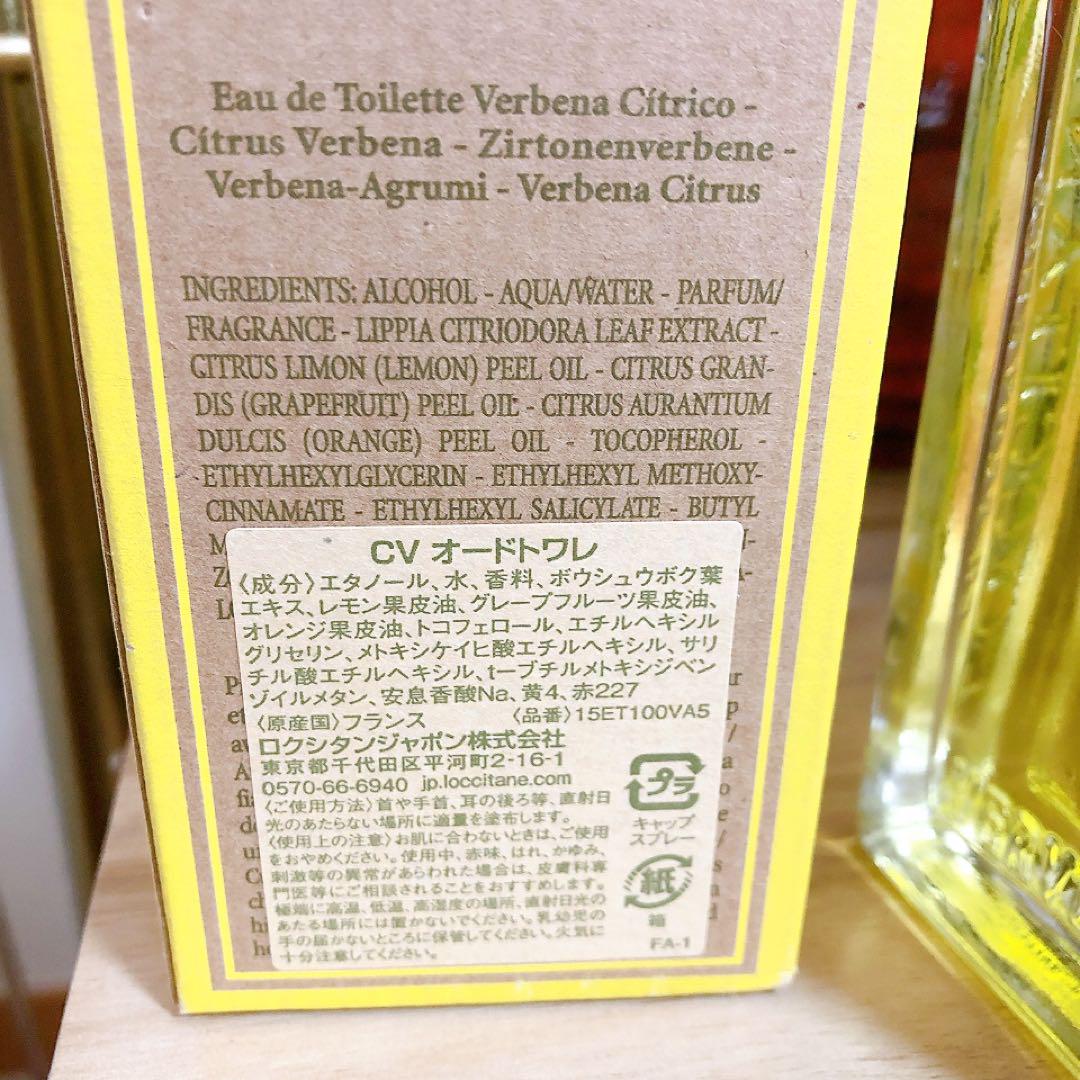 Eau de Toilette Verbena Cítrico -
Cítrus Verbena - Zirtonenverbene -
Verbena-Agrumi - Verbena Citrus
INGREDIENTS: ALCOHOL - AQUA/WATER - PARFUM/
FRAGRANCE - LIPPIA CITRIODORA LEAF EXTRACT -
CITRUS LIMON (LEMON) PEEL OIL - CITRUS GRAN-
DIS (GRAPEFRUIT) PEEL OIL - CITRUS AURANTIUM
DULCIS (ORANGE) PEEL OIL - TOCOPHEROL -
ETHYLHEXYLGLYCERIN - ETHYLHEXYL METHOXY-
CINNAMATE - ETHYLHEXYL SALICYLATE - BUTYL
CV オードトワレ
〈成分〉エタノール、水、香料、ボウシュウボク葉
エキス、レモン果皮油、グレープフルーツ果皮油、
オレンジ果皮油、トコフェロール、エチルヘキシル
グリセリン、メトキシケイヒ酸エチルヘキシル、サリ
チル酸エチルヘキシル、t-ブチルメトキシジベン
ゾイルメタン、安息香酸Na、黄4、赤227
〈原産国〉フランス 〈品番〉15ET100VA5
ロクシタンジャポン株式会社
東京都千代田区平河町2-16-1
0570-66-6940 jp.loccitane.com
〈ご使用方法〉首や手首、耳の後ろ等、直射日
光のあたらない場所に適量を塗布します。
〈使用上の注意〉お肌に合わないときは、ご使用
をおやめください。使用中、赤味、はれ、かゆみ、
刺激等の異常があらわれた場合は、皮膚科専
門医等にご相談されることをおすすめします。
極端に高温、低温、高湿度の場所、直射日光の
あたる場所には置かないでください。乳幼児の
手の届かないところに保管してください。火気に
十分注意してください。
プラ
キャップ
スプレー
紙
箱
FA-1